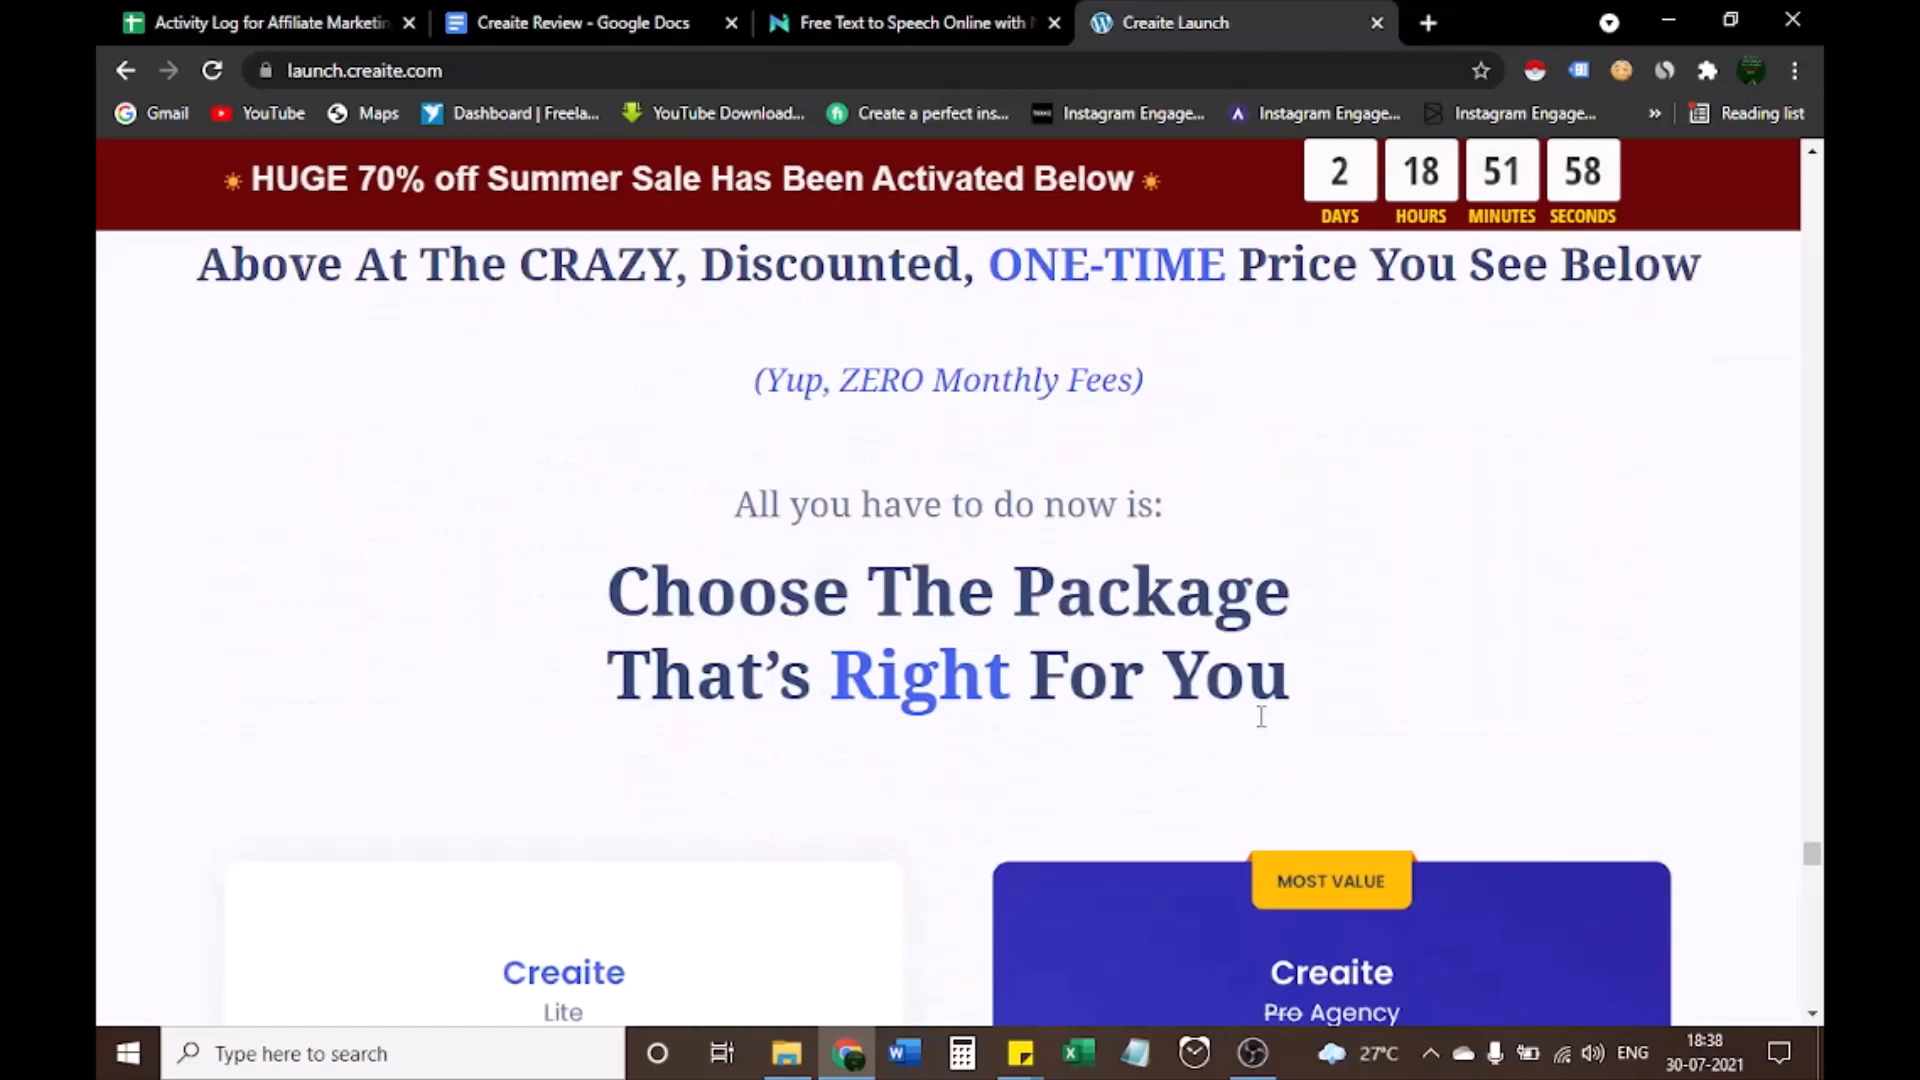 Activity Log for Affiliate Marketin
Creaite Review - Google Docs
Free Text to Speech Online with
Creaite Launch
launch.creaite.com
Gmail
YouTube
Maps
Dashboard | Freela...
YouTube Download...
Create a perfect ins...
Instagram Engage...
Instagram Engage...
Instagram Engage...
»
Reading list
HUGE 70% off Summer Sale Has Been Activated Below
2 18 51 58
DAYS HOURS MINUTES SECONDS
Above At The CRAZY, Discounted, ONE-TIME Price You See Below
(Yup, ZERO Monthly Fees)
All you have to do now is:
Choose The Package
That’s Right For You
MOST VALUE
Creaite
Lite
Creaite
Pro Agency
Type here to search
27°C
ENG
18:38
30-07-2021